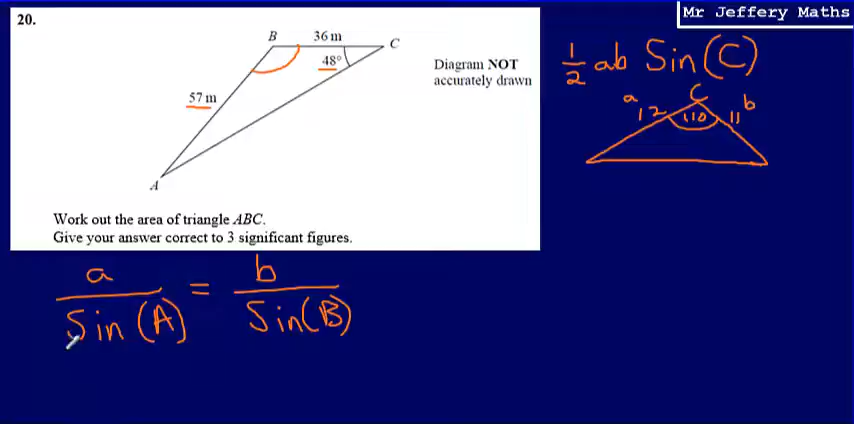 Mr Jeffery Maths
20.
B
36 m
C
48°
57 m
A
Diagram NOT
accurately drawn
Work out the area of triangle ABC.
Give your answer correct to 3 significant figures.
1/2 ab Sin(C)
C
a
b
12
110
11
a/Sin(A) = b/Sin(B)